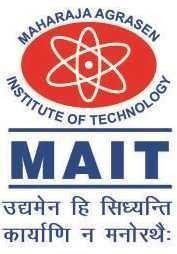 MAHARAJA AGRASEN
INSTITUTE OF TECHNOLOGY
MAIT
उद्यमेन हि सिध्यन्ति
कार्याणि न मनोरथैः